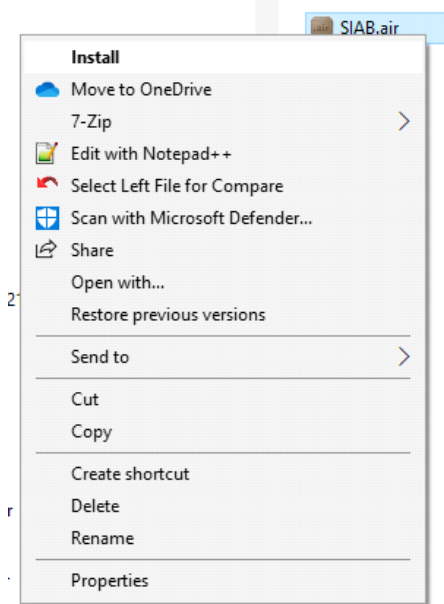 SIAB.air
Install
Move to OneDrive
7-Zip
Edit with Notepad++
Select Left File for Compare
Scan with Microsoft Defender...
Share
Open with...
Restore previous versions
Send to
Cut
Copy
Create shortcut
Delete
Rename
Properties